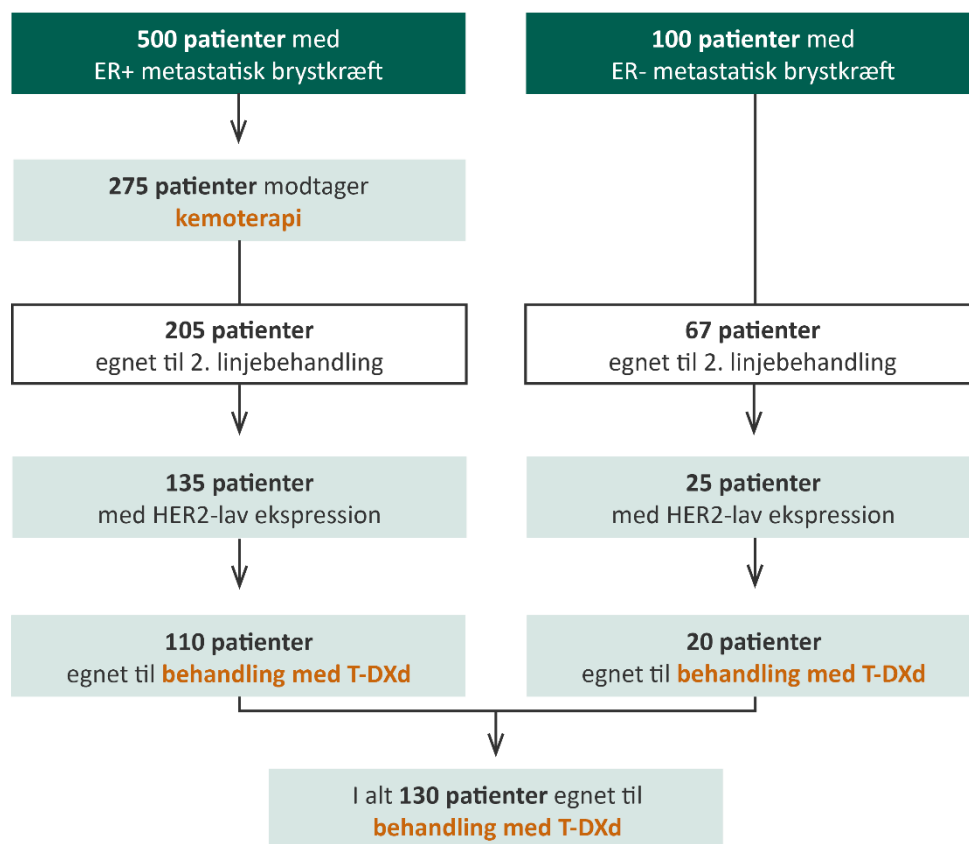 500 patienter med
ER+ metastatisk brystkræft
100 patienter med
ER- metastatisk brystkræft
275 patienter modtager
kemoterapi
205 patienter
egnet til 2. linjebehandling
67 patienter
egnet til 2. linjebehandling
135 patienter
med HER2-lav ekspression
25 patienter
med HER2-lav ekspression
110 patienter
egnet til behandling med T-DXd
20 patienter
egnet til behandling med T-DXd
I alt 130 patienter egnet til
behandling med T-DXd